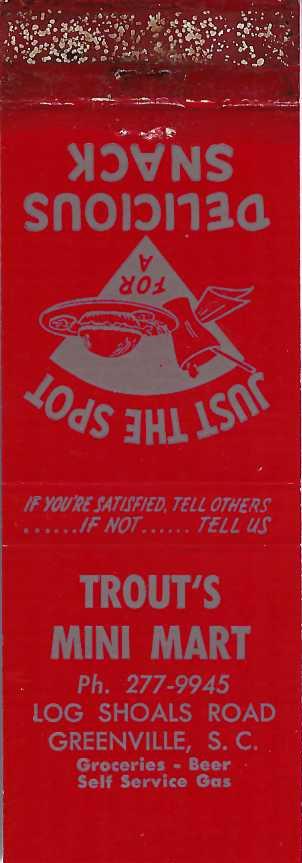 JUST THE SPOT
FOR
A
DELICIOUS
SNACK
IF YOU'RE SATISFIED, TELL OTHERS
......IF NOT...... TELL US
TROUT'S
MINI MART
Ph. 277-9945
LOG SHOALS ROAD
GREENVILLE, S. C.
Groceries - Beer
Self Service Gas